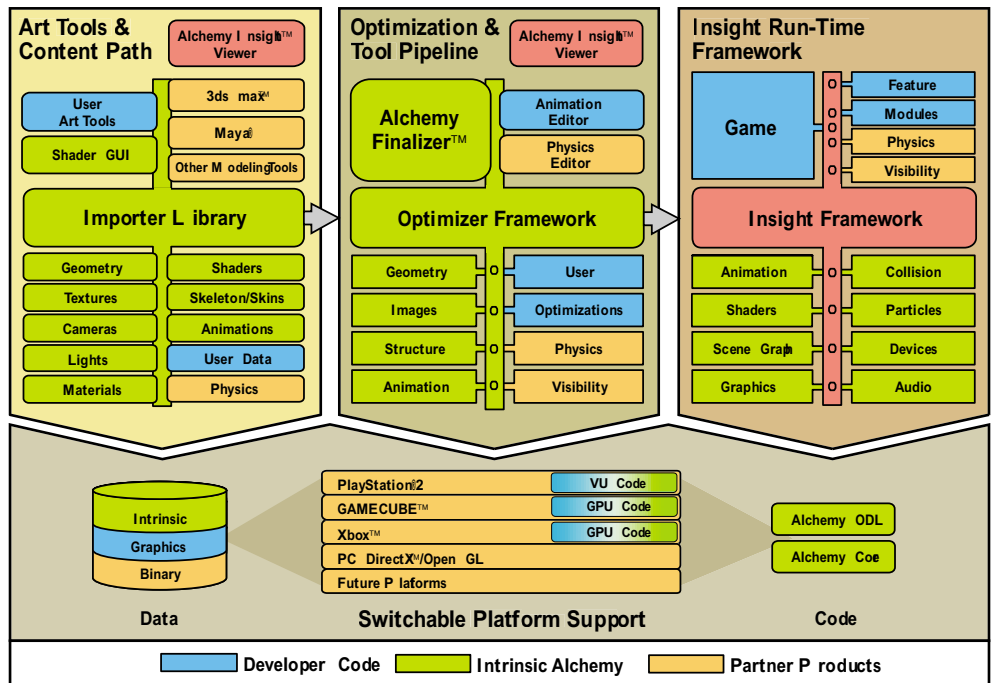 Art Tools &
Content Path
Alchemy Insight™
Viewer
User
Art Tools
Shader GUI
3ds max™
Maya®
Other Modeling Tools
Importer Library
Geometry
Shaders
Textures
Skeleton/Skins
Cameras
Animations
Lights
User Data
Materials
Physics
Optimization &
Tool Pipeline
Alchemy Insight™
Viewer
Alchemy
Finalizer™
Animation
Editor
Physics
Editor
Optimizer Framework
Geometry
User
Images
Optimizations
Structure
Physics
Animation
Visibility
Insight Run-Time
Framework
Game
Feature
Modules
Physics
Visibility
Insight Framework
Animation
Collision
Shaders
Particles
Scene Graph
Devices
Graphics
Audio
Intrinsic
Graphics
Binary
Data
PlayStation®2
VU Code
GAMECUBE™
GPU Code
Xbox™
GPU Code
PC DirectX™/Open GL
Future Plaforms
Switchable Platform Support
Alchemy ODL
Alchemy Core
Code
Developer Code
Intrinsic Alchemy
Partner Products